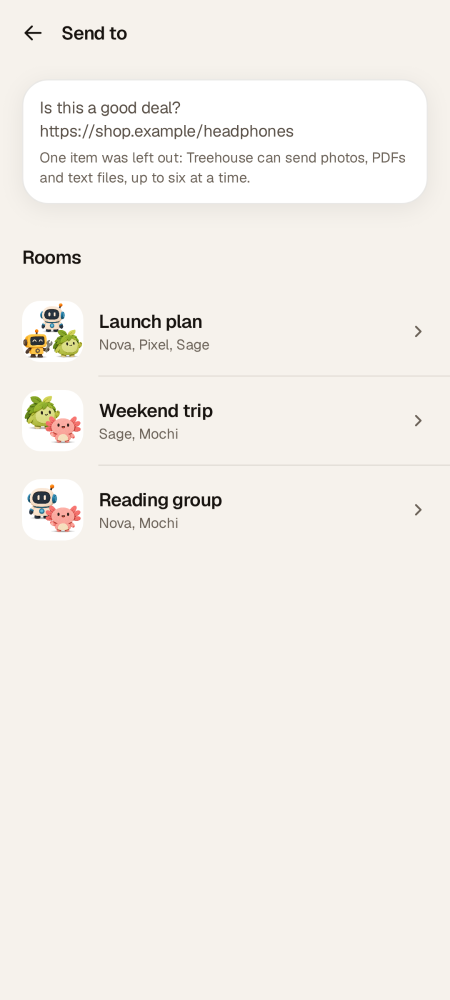 Send to
Is this a good deal?
https://shop.example/headphones
One item was left out: Treehouse can send photos, PDFs
and text files, up to six at a time.
Rooms
Launch plan
Nova, Pixel, Sage
Weekend trip
Sage, Mochi
Reading group
Nova, Mochi